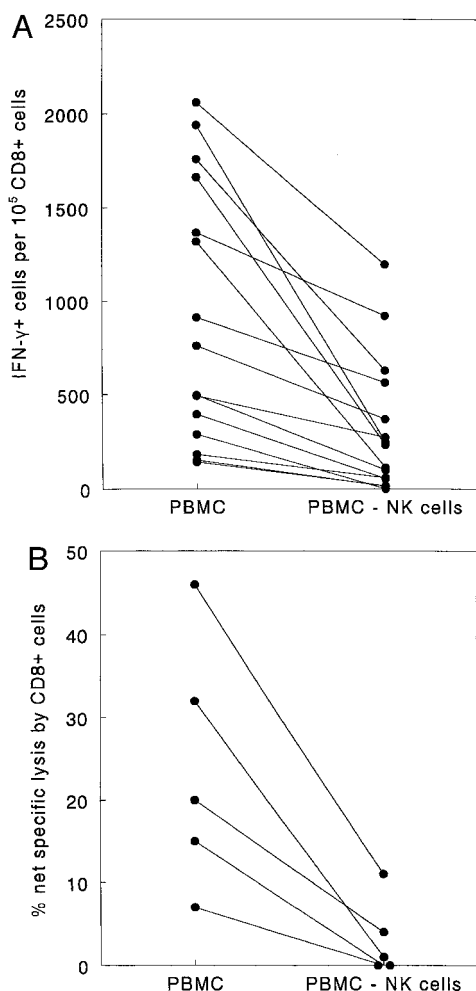 A
IFN-γ+ cells per 10⁵ CD8+ cells
2500
2000
1500
1000
500
0
PBMC
PBMC - NK cells
B
% net specific lysis by CD8+ cells
50
40
30
20
10
0
PBMC
PBMC - NK cells